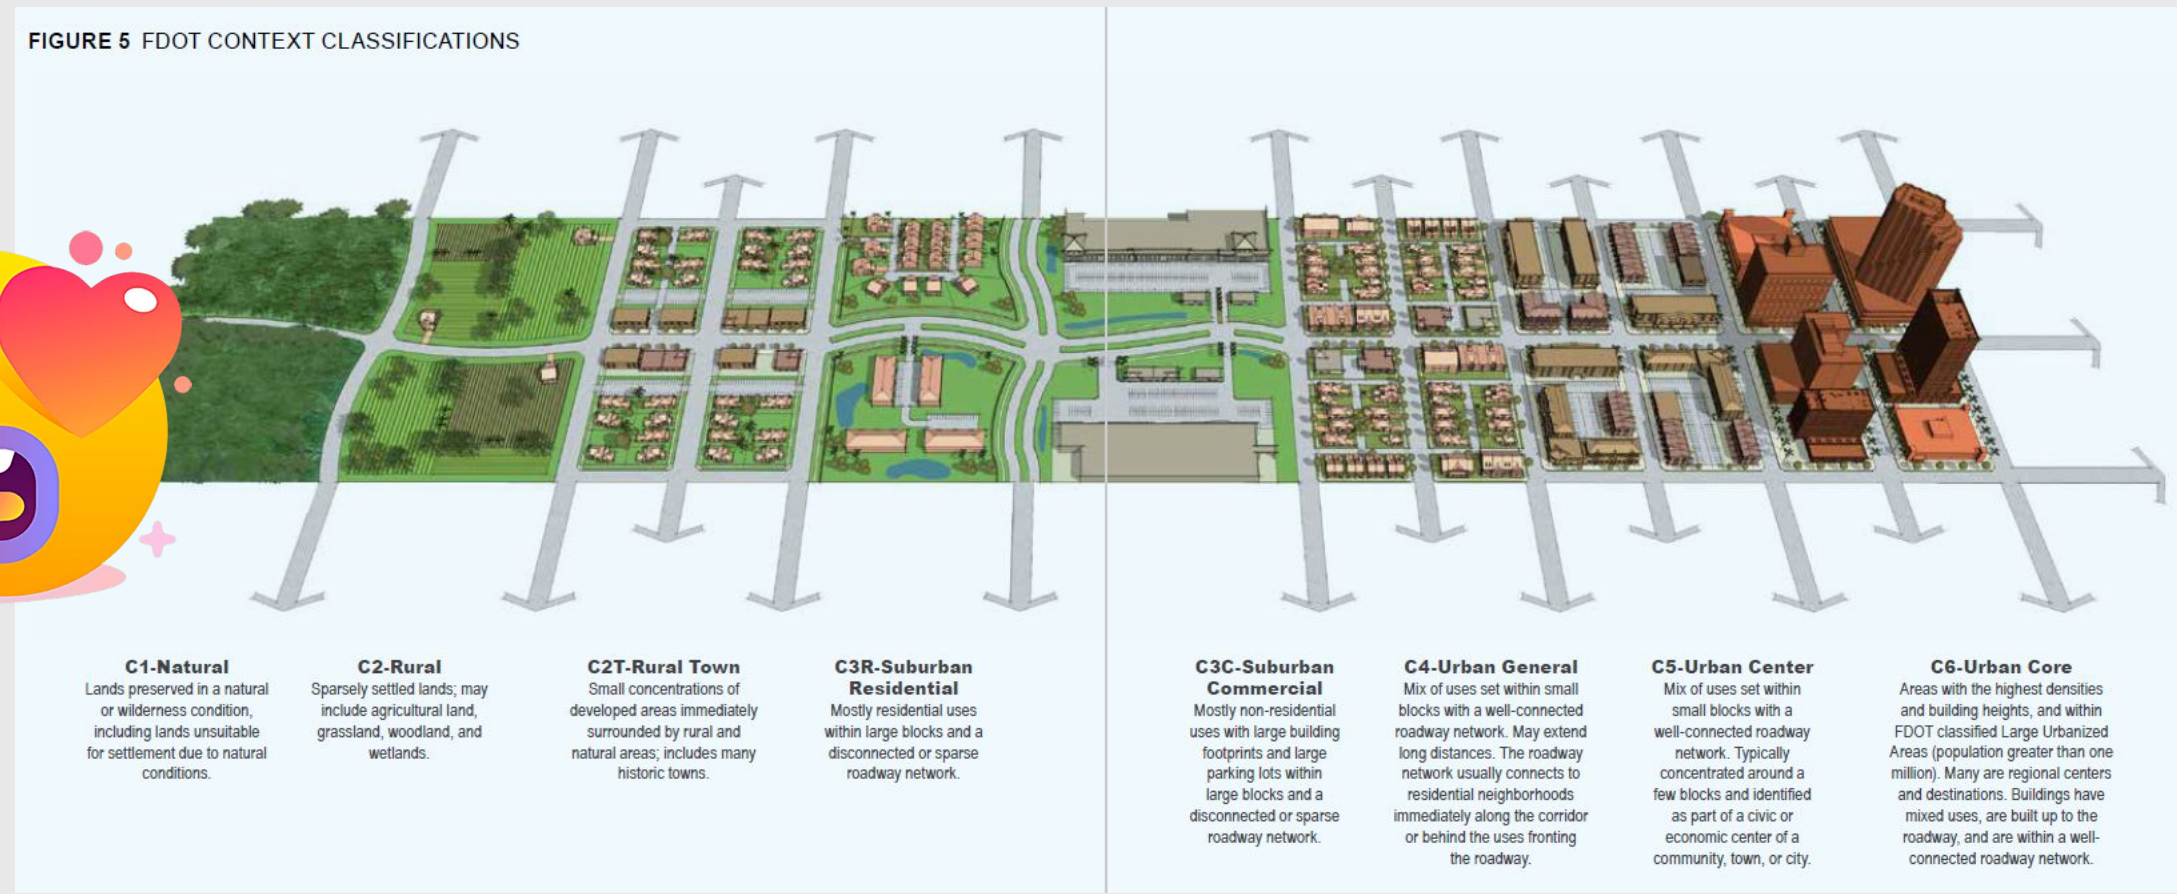 FIGURE 5 FDOT CONTEXT CLASSIFICATIONS
C1-Natural
Lands preserved in a natural
or wilderness condition,
including lands unsuitable
for settlement due to natural
conditions.
C2-Rural
Sparsely settled lands; may
include agricultural land,
grassland, woodland, and
wetlands.
C2T-Rural Town
Small concentrations of
developed areas immediately
surrounded by rural and
natural areas; includes many
historic towns.
C3R-Suburban
Residential
Mostly residential uses
within large blocks and a
disconnected or sparse
roadway network.
C3C-Suburban
Commercial
Mostly non-residential
uses with large building
footprints and large
parking lots within
large blocks and a
disconnected or sparse
roadway network.
C4-Urban General
Mix of uses set within small
blocks with a well-connected
roadway network. May extend
long distances. The roadway
network usually connects to
residential neighborhoods
immediately along the corridor
or behind the uses fronting
the roadway.
C5-Urban Center
Mix of uses set within
small blocks with a
well-connected roadway
network. Typically
concentrated around a
few blocks and identified
as part of a civic or
economic center of a
community, town, or city.
C6-Urban Core
Areas with the highest densities
and building heights, and within
FDOT classified Large Urbanized
Areas (population greater than one
million). Many are regional centers
and destinations. Buildings have
mixed uses, are built up to the
roadway, and are within a well-
connected roadway network.